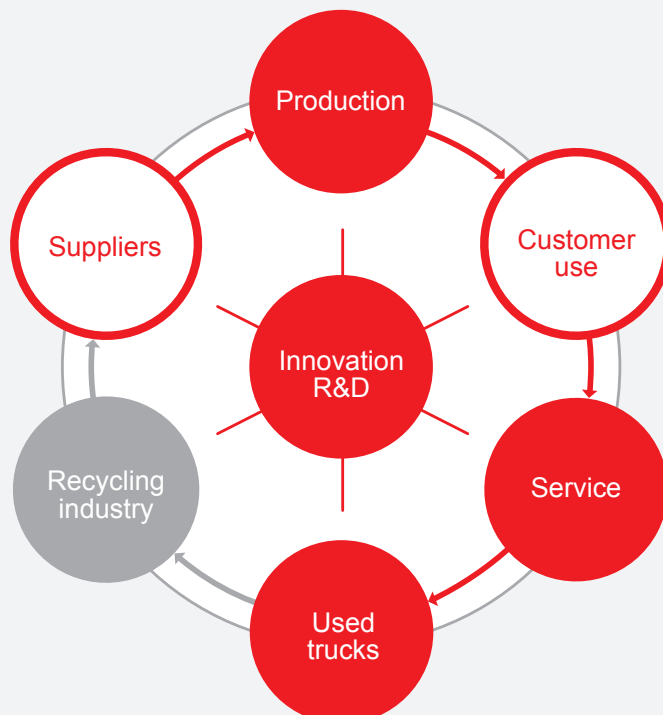 Production
Suppliers
Customer
use
Innovation
R&D
Recycling
industry
Service
Used
trucks